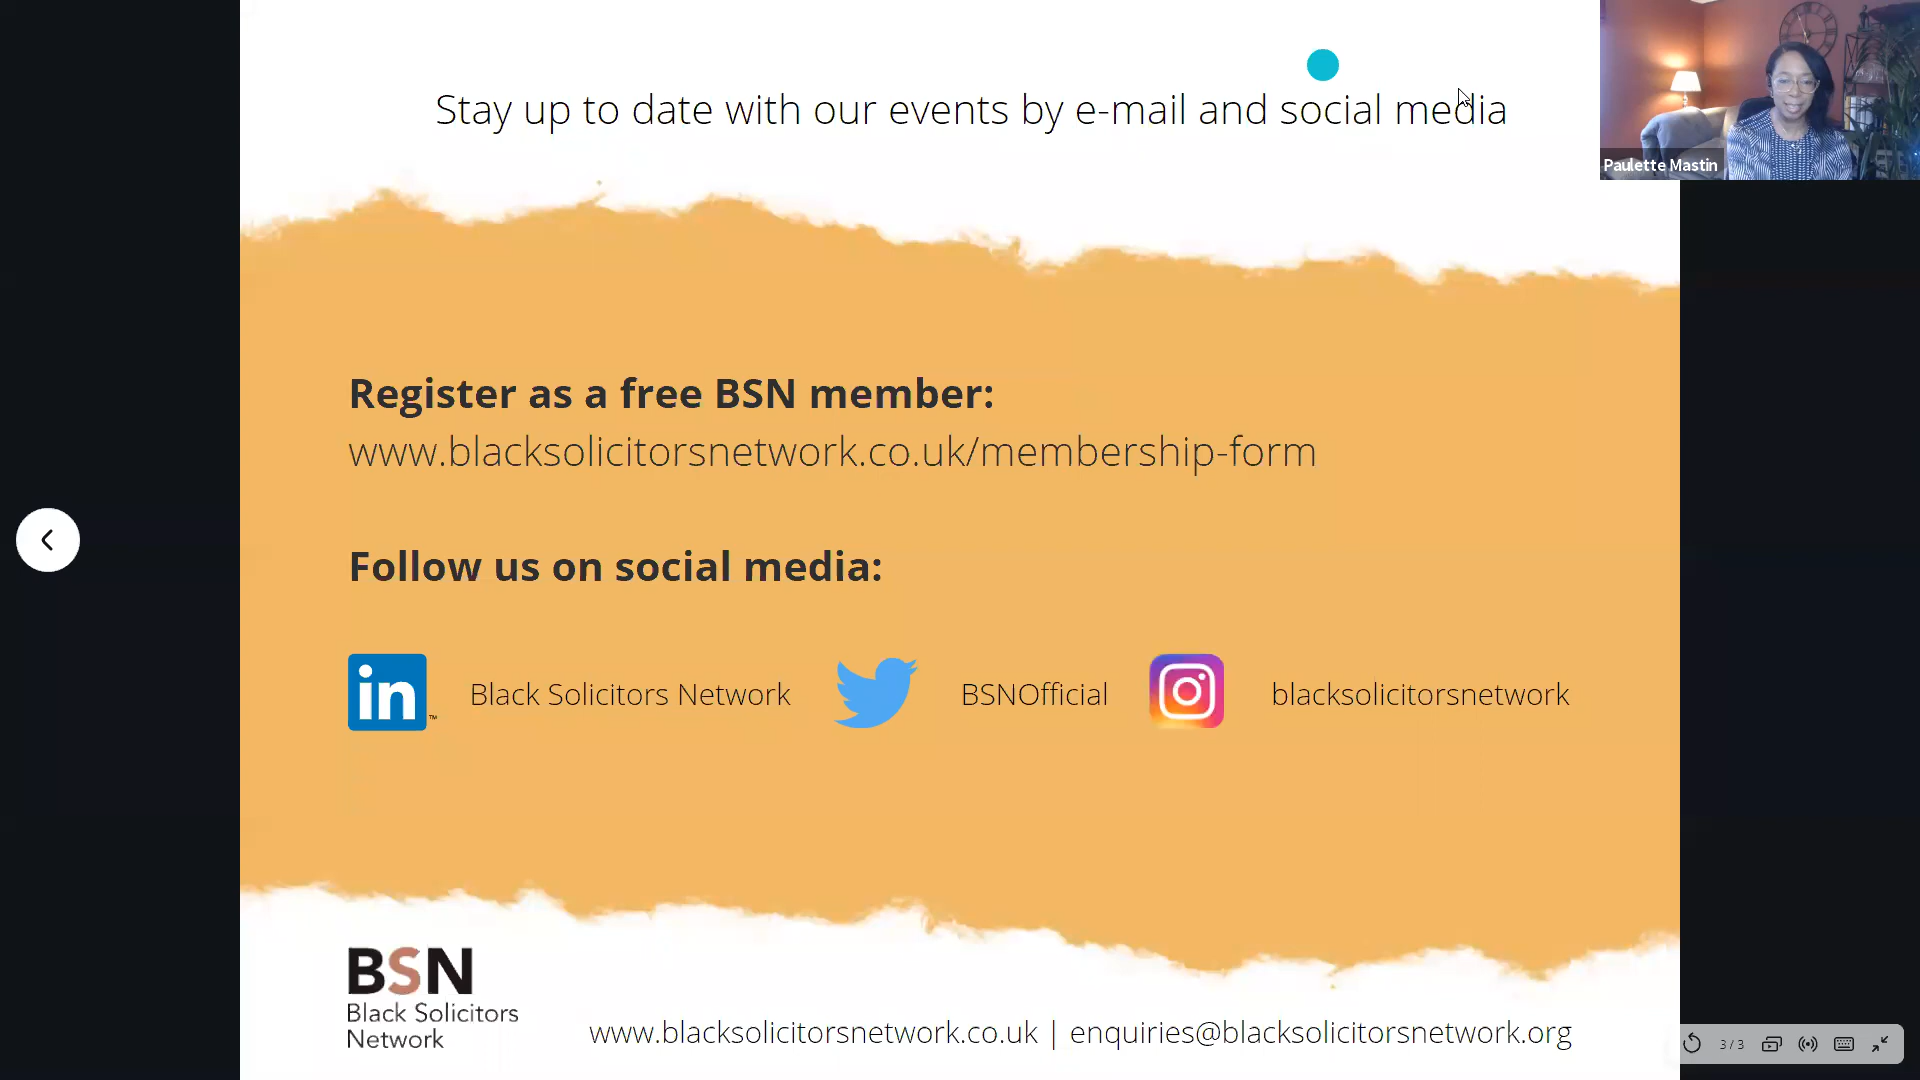 Stay up to date with our events by e-mail and social media
Paulette Mastin
Register as a free BSN member:
www.blacksolicitorsnetwork.co.uk/membership-form
Follow us on social media:
in™ Black Solicitors Network BSNOfficial blacksolicitorsnetwork
BSN
Black Solicitors
Network
www.blacksolicitorsnetwork.co.uk | enquiries@blacksolicitorsnetwork.org
3/3